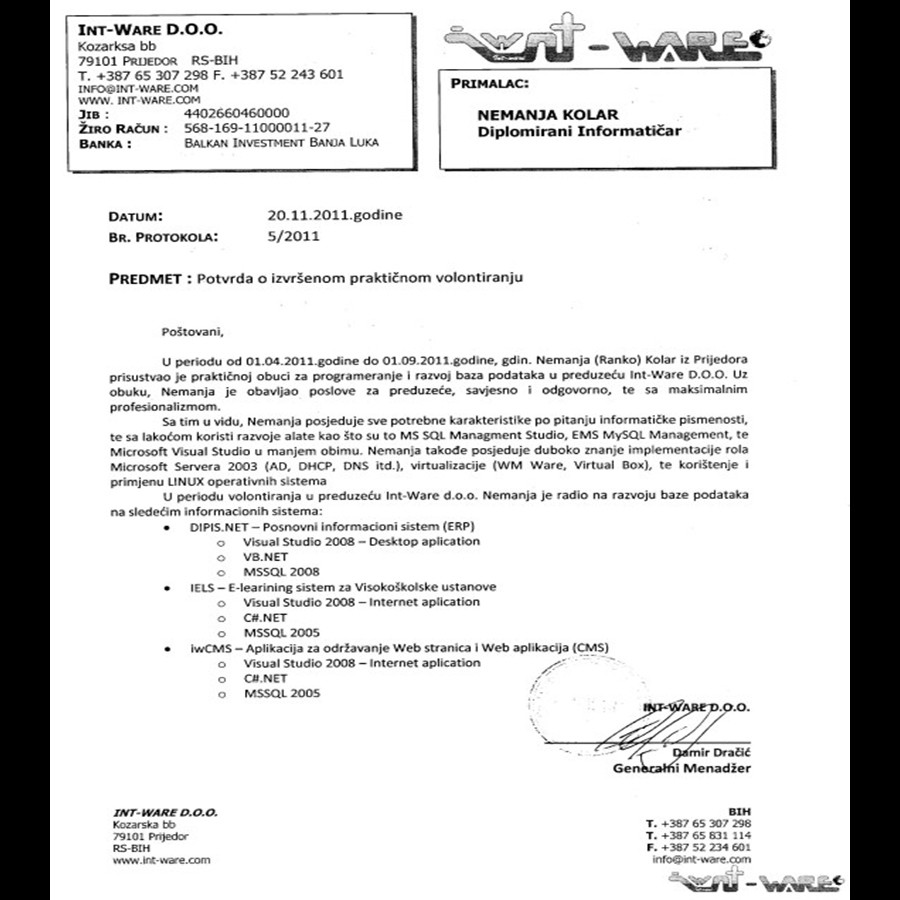 INT-WARE D.O.O.
Kozarksa bb
79101 PRIJEDOR RS-BIH
T. +387 65 307 298 F. +387 52 243 601
INFO@INT-WARE.COM
WWW. INT-WARE.COM
JIB : 4402660460000
ŽIRO RAČUN : 568-169-11000011-27
BANKA : BALKAN INVESTMENT BANJA LUKA
iwnt - WARE
Int-Ware
PRIMALAC:
NEMANJA KOLAR
Diplomirani Informatičar
DATUM: 20.11.2011.godine
BR. PROTOKOLA: 5/2011
PREDMET : Potvrda o izvršenom praktičnom volontiranju
Poštovani,
U periodu od 01.04.2011.godine do 01.09.2011.godine, gdin. Nemanja (Ranko) Kolar iz Prijedora
prisustvao je praktičnoj obuci za programeranje i razvoj baza podataka u preduzeću Int-Ware D.O.O. Uz
obuku, Nemanja je obavljao poslove za preduzeće, savjesno i odgovorno, te sa maksimalnim
profesionalizmom.
Sa tim u vidu, Nemanja posjeduje sve potrebne karakteristike po pitanju informatičke pismenosti,
te sa lakoćom koristi razvoje alate kao što su to MS SQL Managment Studio, EMS MySQL Management, te
Microsoft Visual Studio u manjem obimu. Nemanja takođe posjeduje duboko znanje implementacije rola
Microsoft Servera 2003 (AD, DHCP, DNS itd.), virtualizacije (WM Ware, Virtual Box), te korištenje i
primjenu LINUX operativnih sistema
U periodu volontiranja u preduzeću Int-Ware d.o.o. Nemanja je radio na razvoju baze podataka
na sledećim informacionih sistema:
• DIPIS.NET – Posnovni informacioni sistem (ERP)
o Visual Studio 2008 – Desktop aplication
o VB.NET
o MSSQL 2008
• IELS – E-learining sistem za Visokoškolske ustanove
o Visual Studio 2008 – Internet aplication
o C#.NET
o MSSQL 2005
• iwCMS – Aplikacija za održavanje Web stranica i Web aplikacija (CMS)
o Visual Studio 2008 – Internet aplication
o C#.NET
o MSSQL 2005
INT-WARE D.O.O.
Damir Dračić
Generalni Menadžer
INT-WARE D.O.O.
Kozarska bb
79101 Prijedor
RS-BIH
www.int-ware.com
BIH
T. +387 65 307 298
T. +387 65 831 114
F. +387 52 234 601
info@int-ware.com
iwnt - WARE